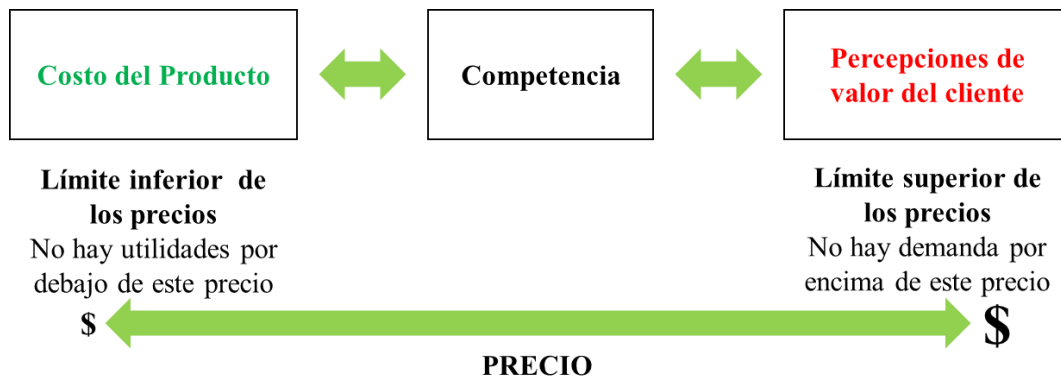 Costo del Producto
Competencia
Percepciones de
valor del cliente
Límite inferior de
los precios
No hay utilidades por
debajo de este precio
$
Límite superior de
los precios
No hay demanda por
encima de este precio
$
PRECIO